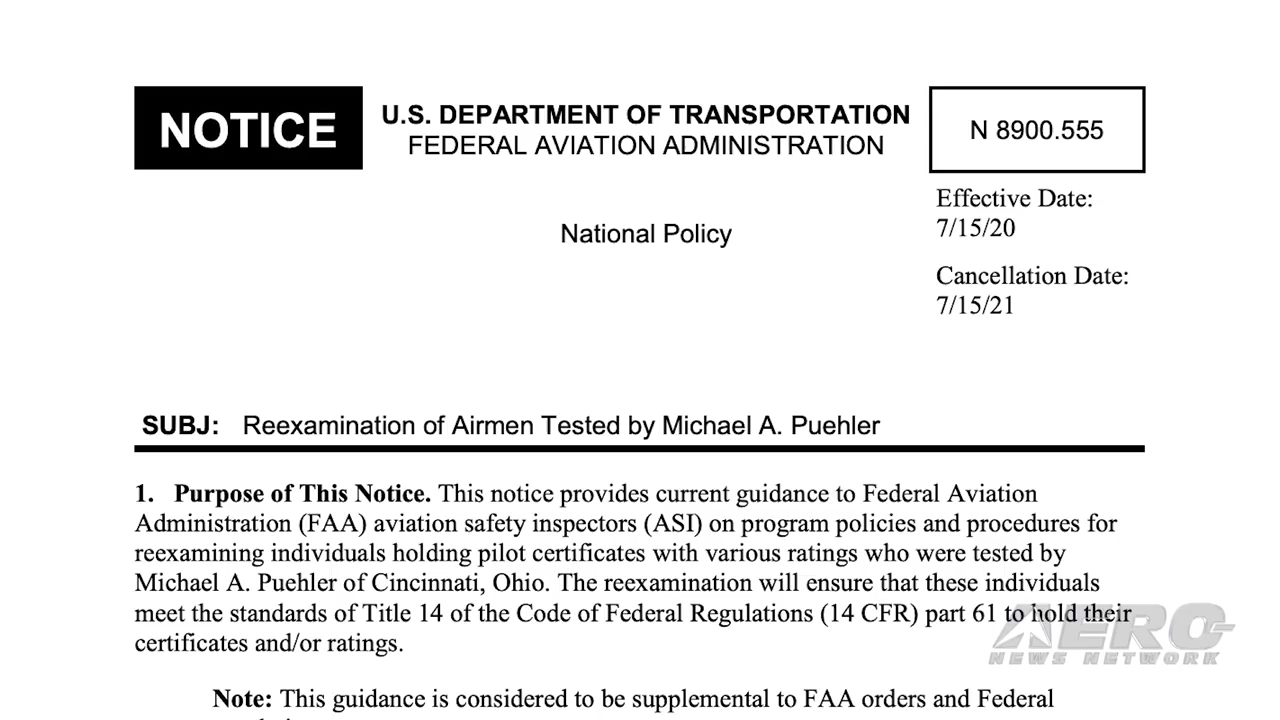 NOTICE
U.S. DEPARTMENT OF TRANSPORTATION
FEDERAL AVIATION ADMINISTRATION
National Policy
N 8900.555
Effective Date:
7/15/20
Cancellation Date:
7/15/21
SUBJ: Reexamination of Airmen Tested by Michael A. Puehler
1. Purpose of This Notice. This notice provides current guidance to Federal Aviation
Administration (FAA) aviation safety inspectors (ASI) on program policies and procedures for
reexamining individuals holding pilot certificates with various ratings who were tested by
Michael A. Puehler of Cincinnati, Ohio. The reexamination will ensure that these individuals
meet the standards of Title 14 of the Code of Federal Regulations (14 CFR) part 61 to hold their
certificates and/or ratings.
AERO
NEWS NETWORK
Note: This guidance is considered to be supplemental to FAA orders and Federal